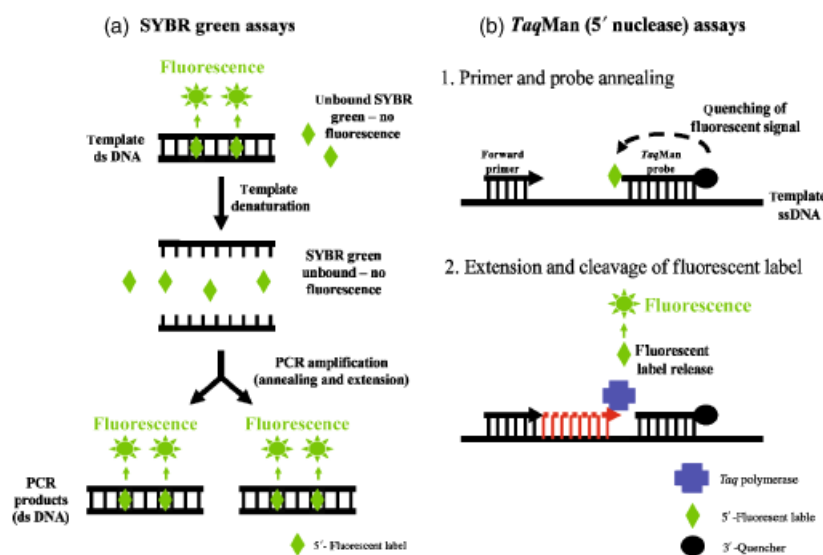 (a) SYBR green assays
Fluorescence
Unbound SYBR
green – no
fluorescence
Template
ds DNA
Template
denaturation
SYBR green
unbound – no
fluorescence
PCR amplification
(annealing and extension)
Fluorescence
Fluorescence
PCR
products
(ds DNA)
5′- Fluorescent label
(b) TaqMan (5′ nuclease) assays
1. Primer and probe annealing
Quenching of
fluorescent signal
Forward
primer
TaqMan
probe
Template
ssDNA
2. Extension and cleavage of fluorescent label
Fluorescence
Fluorescent
label release
Taq polymerase
5′-Fluoresent lable
3′-Quencher